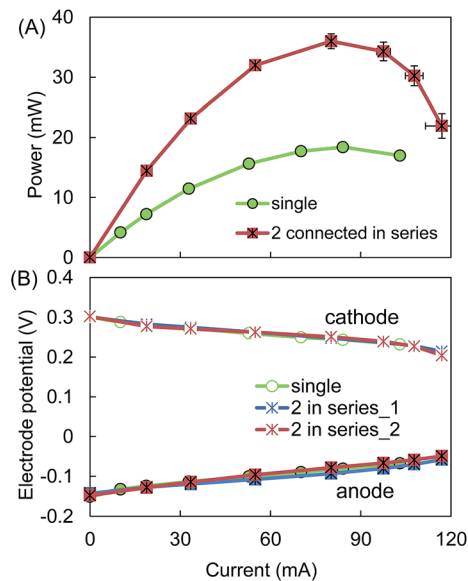 (A)
40
30
20
10
0
Power (mW)
single
2 connected in series
(B)
0.4
0.3
0.2
0.1
0
-0.1
-0.2
Electrode potential (V)
cathode
single
2 in series_1
2 in series_2
anode
0 30 60 90 120
Current (mA)